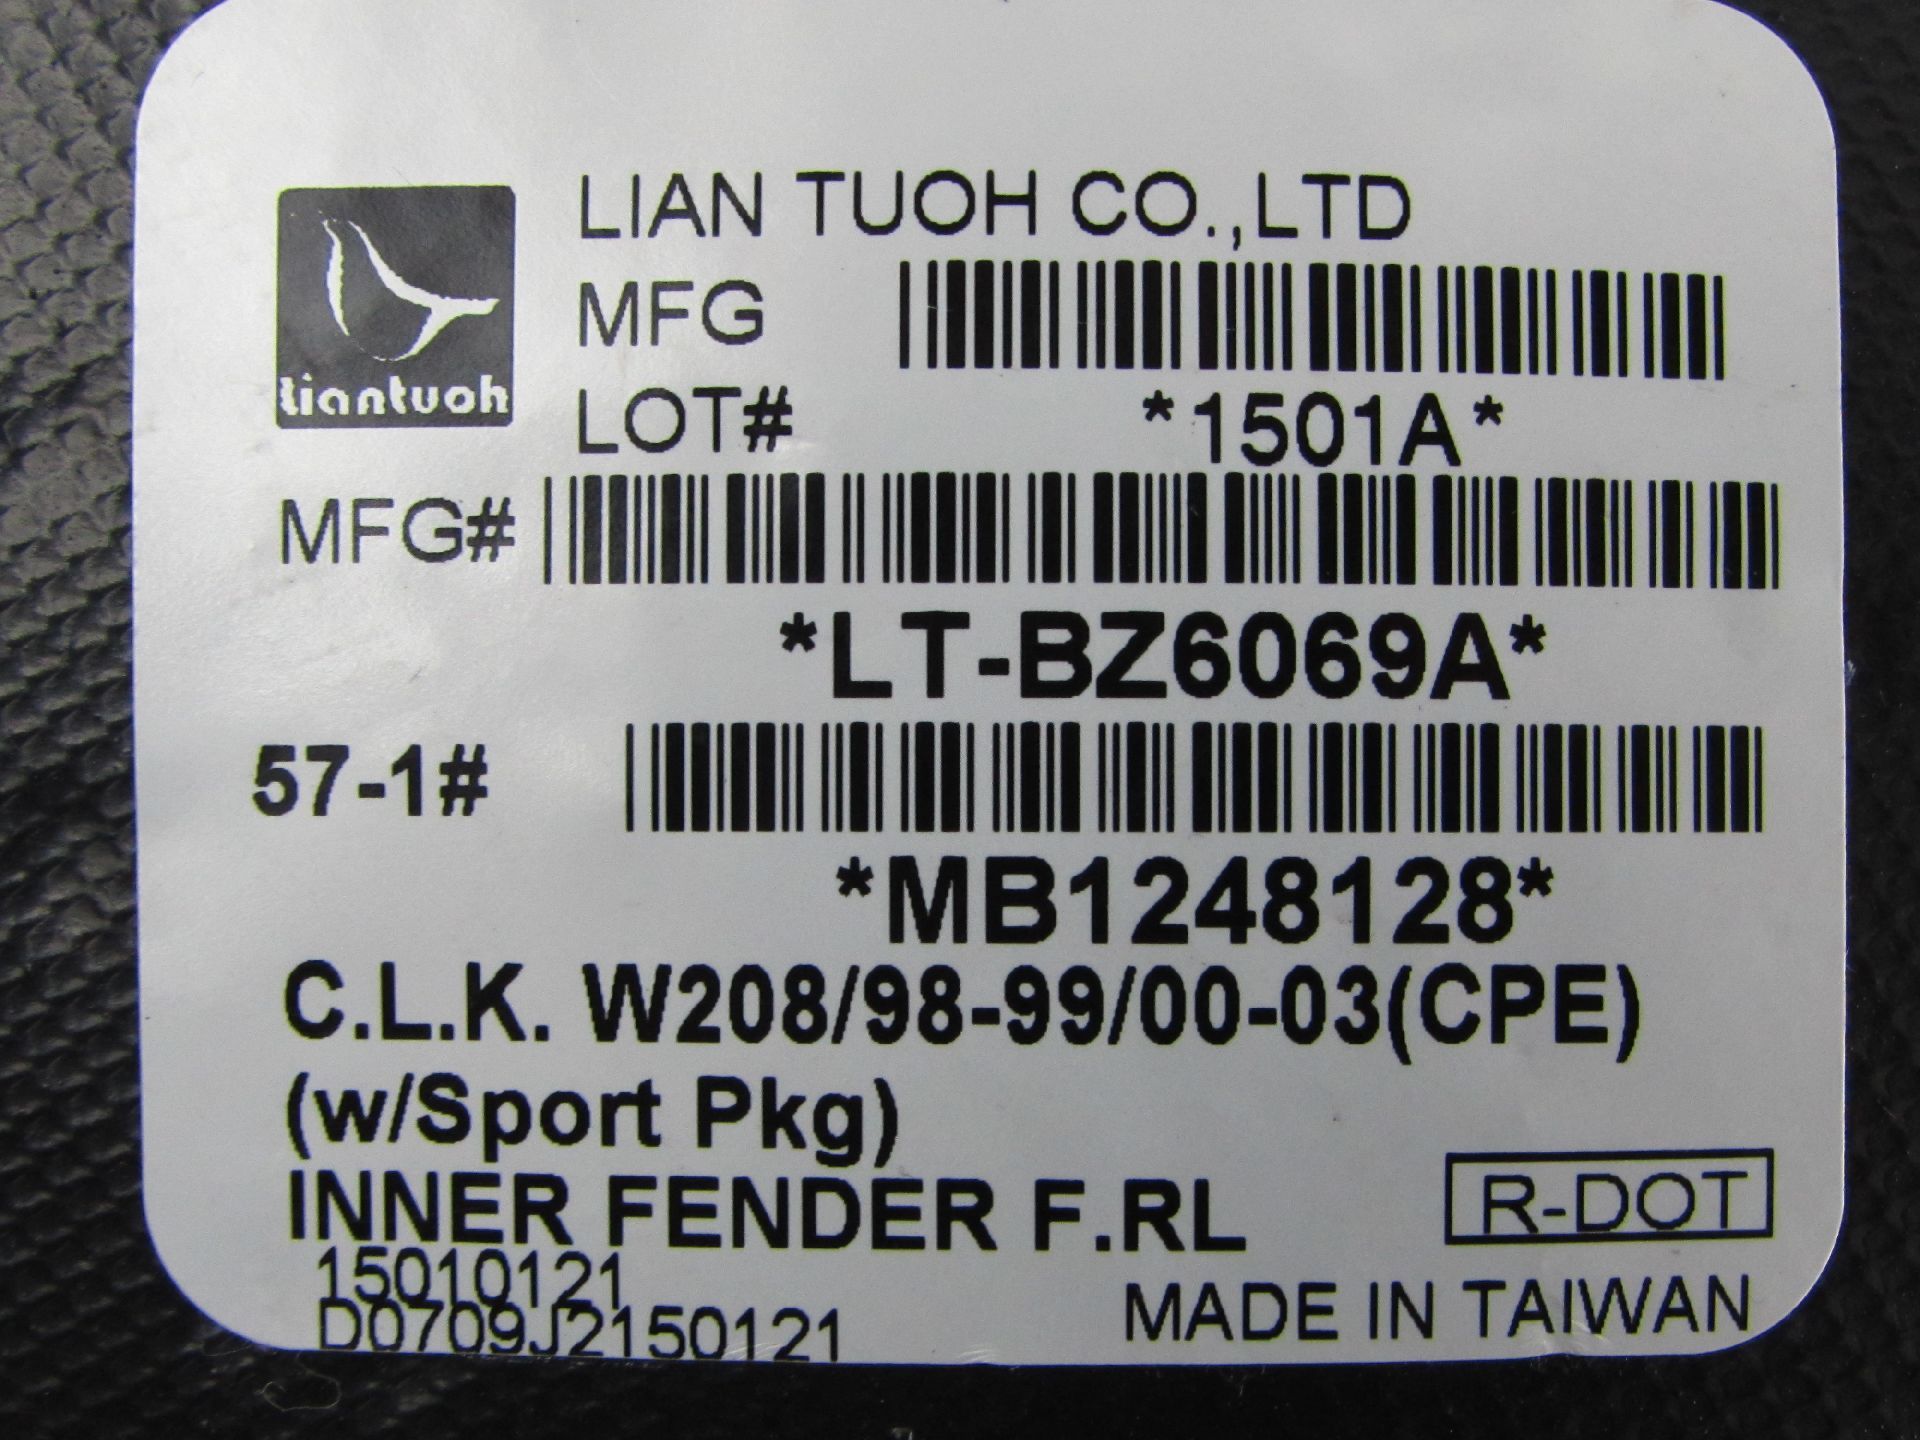 LIAN TUOH CO.,LTD
liantuoh
MFG
LOT#
*1501A*
MFG#
*LT-BZ6069A*
57-1#
*MB1248128*
C.L.K. W208/98-99/00-03(CPE)
(w/Sport Pkg)
INNER FENDER F.RL
R-DOT
15010121
D0709J2150121
MADE IN TAIWAN